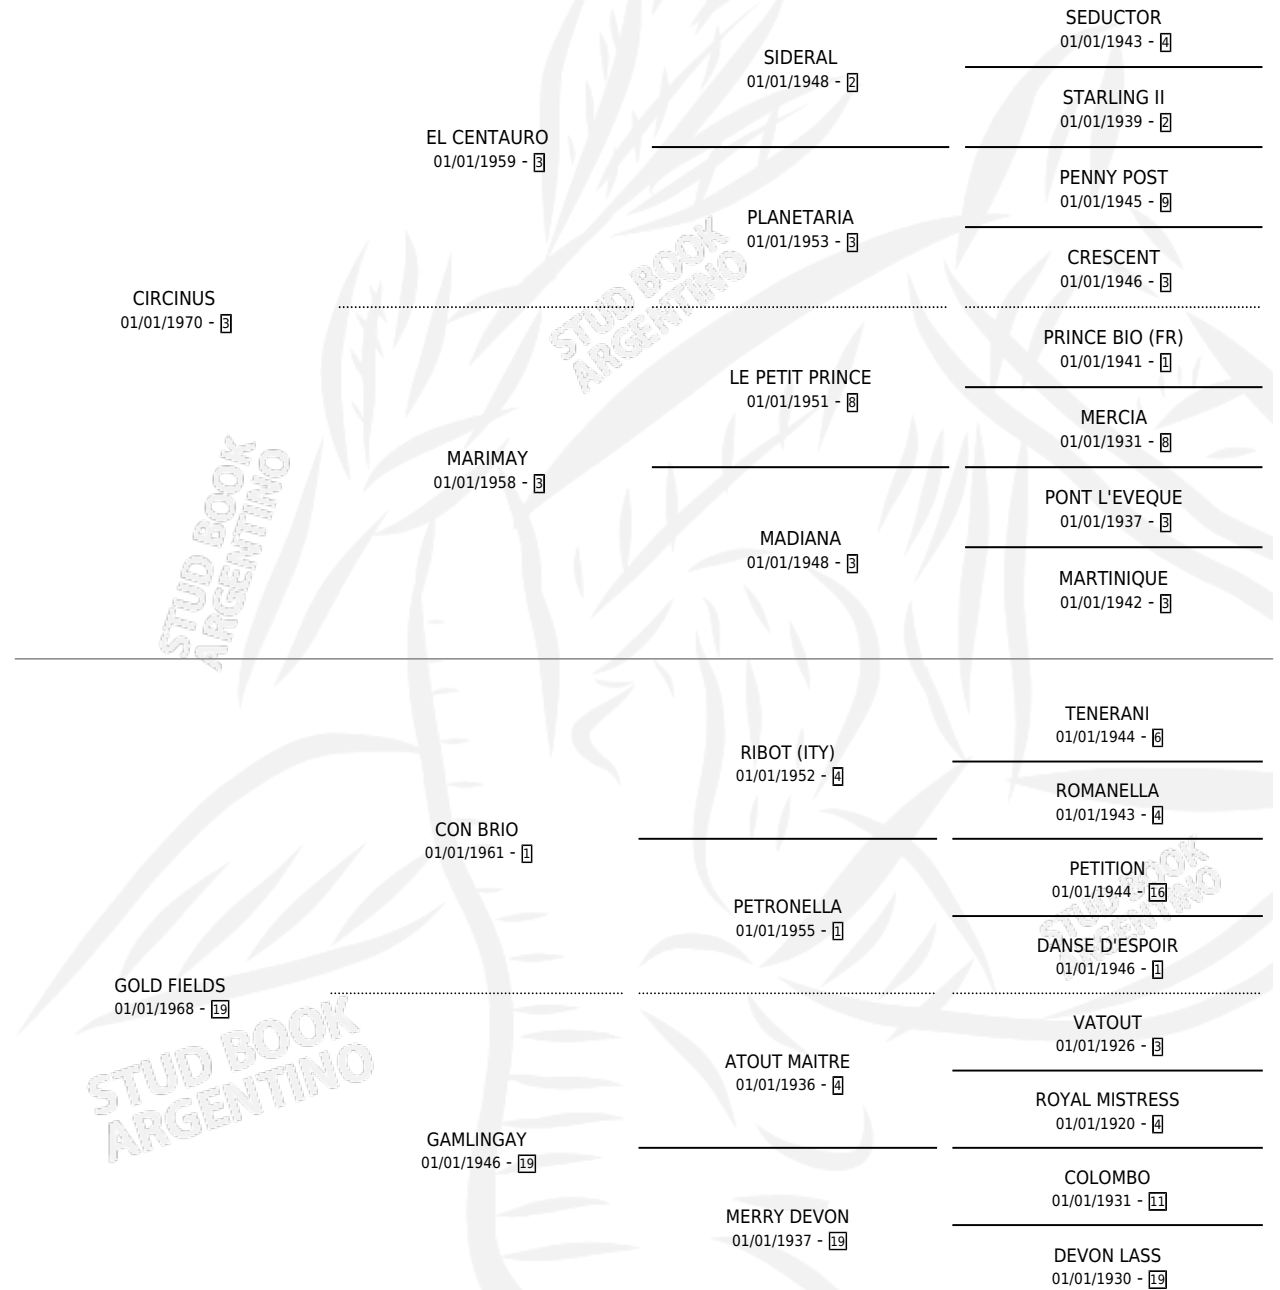 SEDUCTOR
01/01/1943 - 4
SIDERAL
01/01/1948 - 2
STARLING II
01/01/1939 - 2
EL CENTAURO
01/01/1959 - 3
PENNY POST
01/01/1945 - 9
PLANETARIA
01/01/1953 - 3
CRESCENT
01/01/1946 - 3
CIRCINUS
01/01/1970 - 3
PRINCE BIO (FR)
01/01/1941 - 1
LE PETIT PRINCE
01/01/1951 - 8
MERCIA
01/01/1931 - 8
MARIMAY
01/01/1958 - 3
PONT L'EVEQUE
01/01/1937 - 3
MADIANA
01/01/1948 - 3
MARTINIQUE
01/01/1942 - 3
TENERANI
01/01/1944 - 6
RIBOT (ITY)
01/01/1952 - 4
ROMANELLA
01/01/1943 - 4
CON BRIO
01/01/1961 - 1
PETITION
01/01/1944 - 16
PETRONELLA
01/01/1955 - 1
DANSE D'ESPOIR
01/01/1946 - 1
GOLD FIELDS
01/01/1968 - 19
VATOUT
01/01/1926 - 3
ATOUT MAITRE
01/01/1936 - 4
ROYAL MISTRESS
01/01/1920 - 4
GAMLINGAY
01/01/1946 - 19
COLOMBO
01/01/1931 - 11
MERRY DEVON
01/01/1937 - 19
DEVON LASS
01/01/1930 - 19
STUD BOOK
ARGENTINO
STUD BOOK
ARGENTINO
STUD BOOK
ARGENTINO
STUD BOOK
ARGENTINO